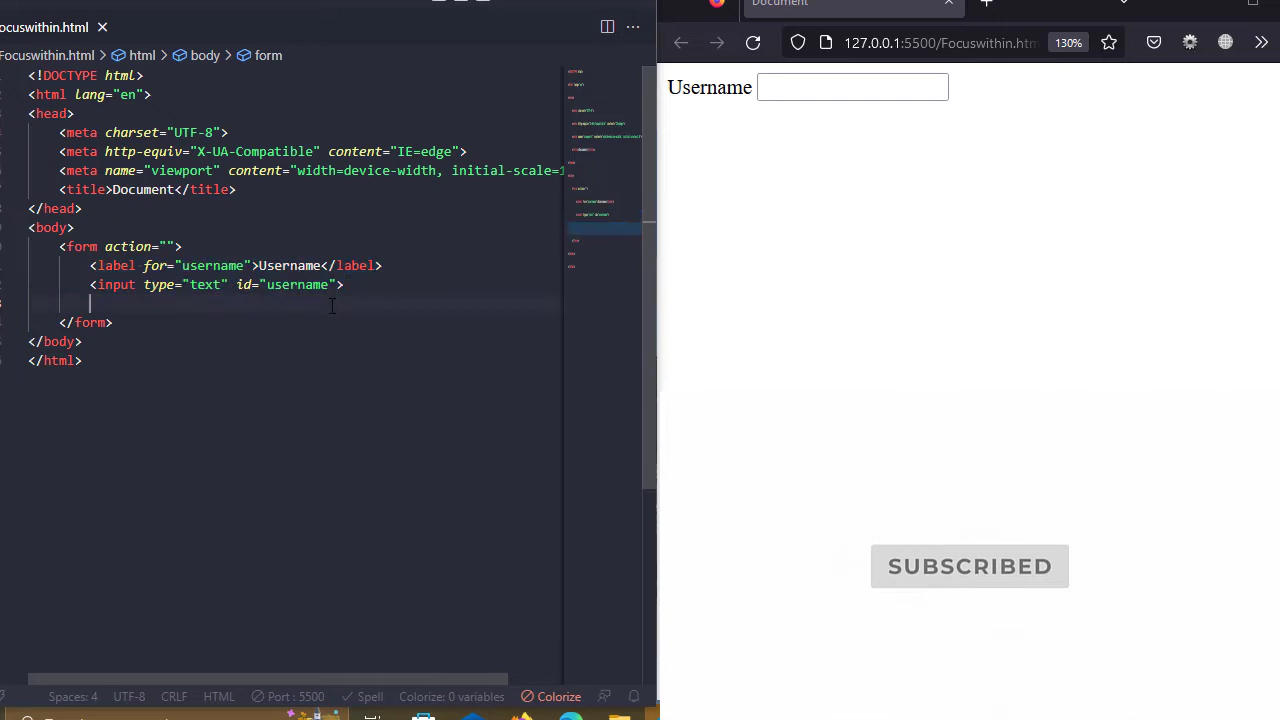 ocuswithin.html
Focuswithin.html html body form
<!DOCTYPE html>
<html lang="en">
<head>
<meta charset="UTF-8">
<meta http-equiv="X-UA-Compatible" content="IE=edge">
<meta name="viewport" content="width=device-width, initial-scale=1
<title>Document</title>
</head>
<body>
<form action="">
<label for="username">Username</label>
<input type="text" id="username">
</form>
</body>
</html>
Spaces: 4 UTF-8 CRLF HTML Port : 5500 Spell Colorize: 0 variables Colorize
Document
127.0.0.1:5500/Focuswithin.htm 130%
Username
SUBSCRIBED